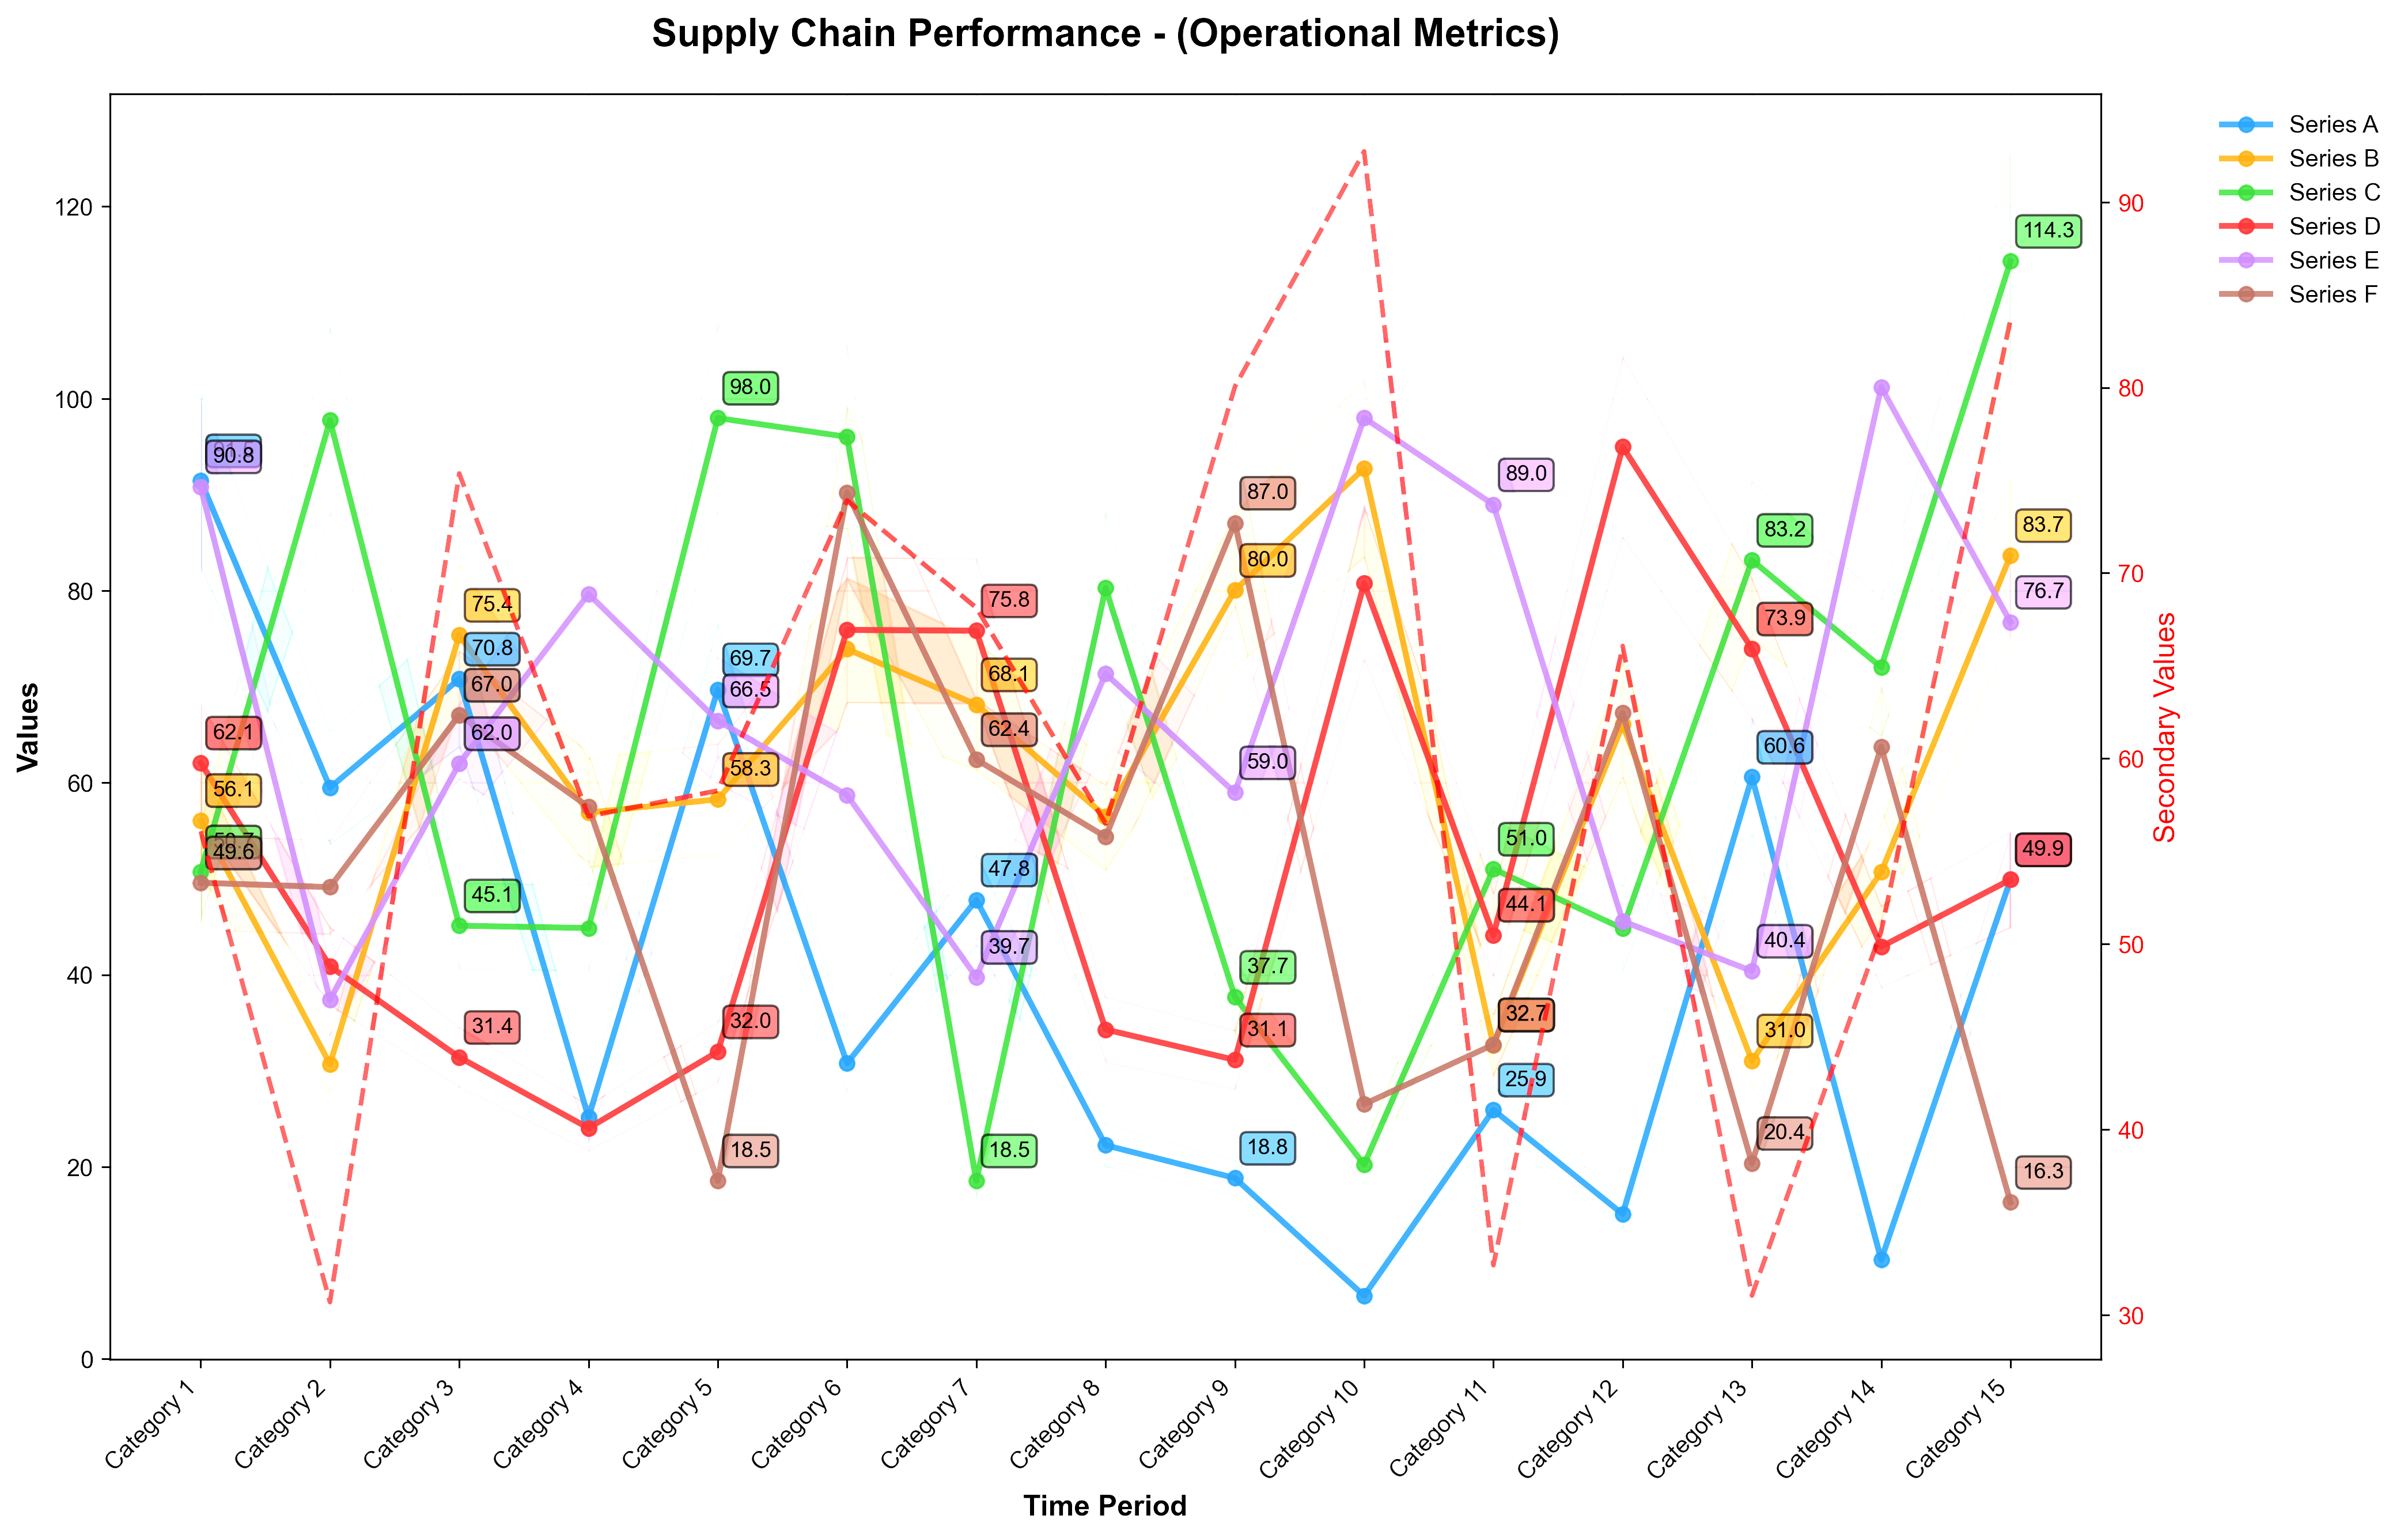 Supply Chain Performance - (Operational Metrics)
Values
120
100
80
60
40
20
0
90.8
62.1
56.1
49.6
75.4
70.8
67.0
62.0
45.1
31.4
98.0
69.7
66.5
58.3
32.0
18.5
75.8
68.1
62.4
47.8
39.7
18.5
87.0
80.0
59.0
37.7
31.1
18.8
89.0
51.0
44.1
32.7
25.9
83.2
73.9
60.6
40.4
31.0
20.4
114.3
83.7
76.7
49.9
16.3
90
80
70
60
50
40
30
Secondary Values
Series A
Series B
Series C
Series D
Series E
Series F
Category 1
Category 2
Category 3
Category 4
Category 5
Category 6
Category 7
Category 8
Category 9
Category 10
Category 11
Category 12
Category 13
Category 14
Category 15
Time Period